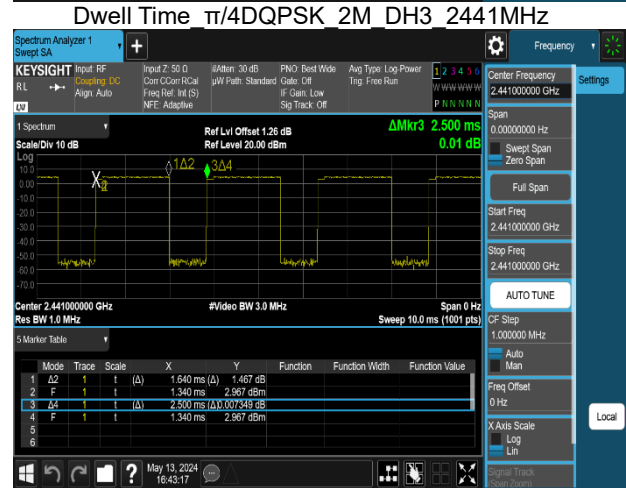 Dwell Time_π/4DQPSK_2M_DH3_2441MHz
Spectrum Analyzer 1
Swept SA
+
Frequency
KEYSIGHT
RL
Input: RF
Coupling: DC
Align: Auto
Input Z: 50 Ω
Corr CCorr RCal
Freq Ref: Int (S)
NFE: Adaptive
#Atten: 30 dB
µW Path: Standard
PNO: Best Wide
Gate: Off
IF Gain: Low
Sig Track: Off
Avg Type: Log-Power
Trig: Free Run
1 2 3 4 5 6
W W W W W W
P N N N N N
Center Frequency
2.441000000 GHz
Settings
Span
0.00000000 Hz
Swept Span
Zero Span
Full Span
Start Freq
2.441000000 GHz
Stop Freq
2.441000000 GHz
AUTO TUNE
CF Step
1.000000 MHz
Auto
Man
Freq Offset
0 Hz
X Axis Scale
Log
Lin
Signal Track
(Span Zoom)
Local
LXI
1 Spectrum
Scale/Div 10 dB
Ref Lvl Offset 1.26 dB
Ref Level 20.00 dBm
ΔMkr3 2.500 ms
0.01 dB
Log
10.0
0.00
-10.0
-20.0
-30.0
-40.0
-50.0
-60.0
-70.0
1Δ2
3Δ4
Center 2.441000000 GHz
Res BW 1.0 MHz
#Video BW 3.0 MHz
Span 0 Hz
Sweep 10.0 ms (1001 pts)
5 Marker Table
Mode Trace Scale X Y Function Function Width Function Value
1 Δ2 1 t (Δ) 1.640 ms (Δ) 1.467 dB
2 F 1 t 1.340 ms 2.967 dBm
3 Δ4 1 t (Δ) 2.500 ms (Δ) 0.007349 dB
4 F 1 t 1.340 ms 2.967 dBm
5
6
?
May 13, 2024
16:43:17